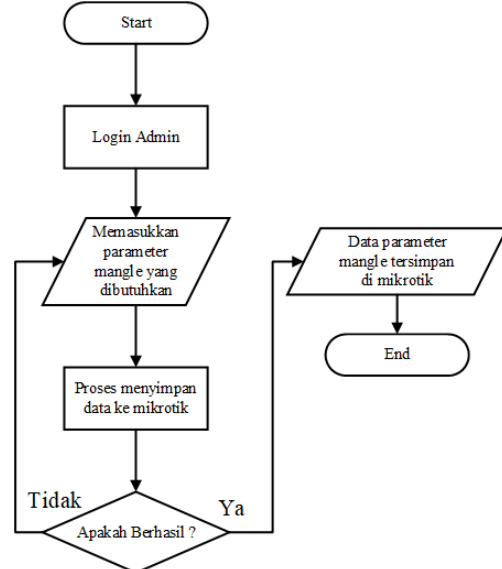 Start
Login Admin
Memasukkan
parameter
mangle yang
dibutuhkan
Proses menyimpan
data ke mikrotik
Tidak
Apakah Berhasil ?
Ya
Data parameter
mangle tersimpan
di mikrotik
End